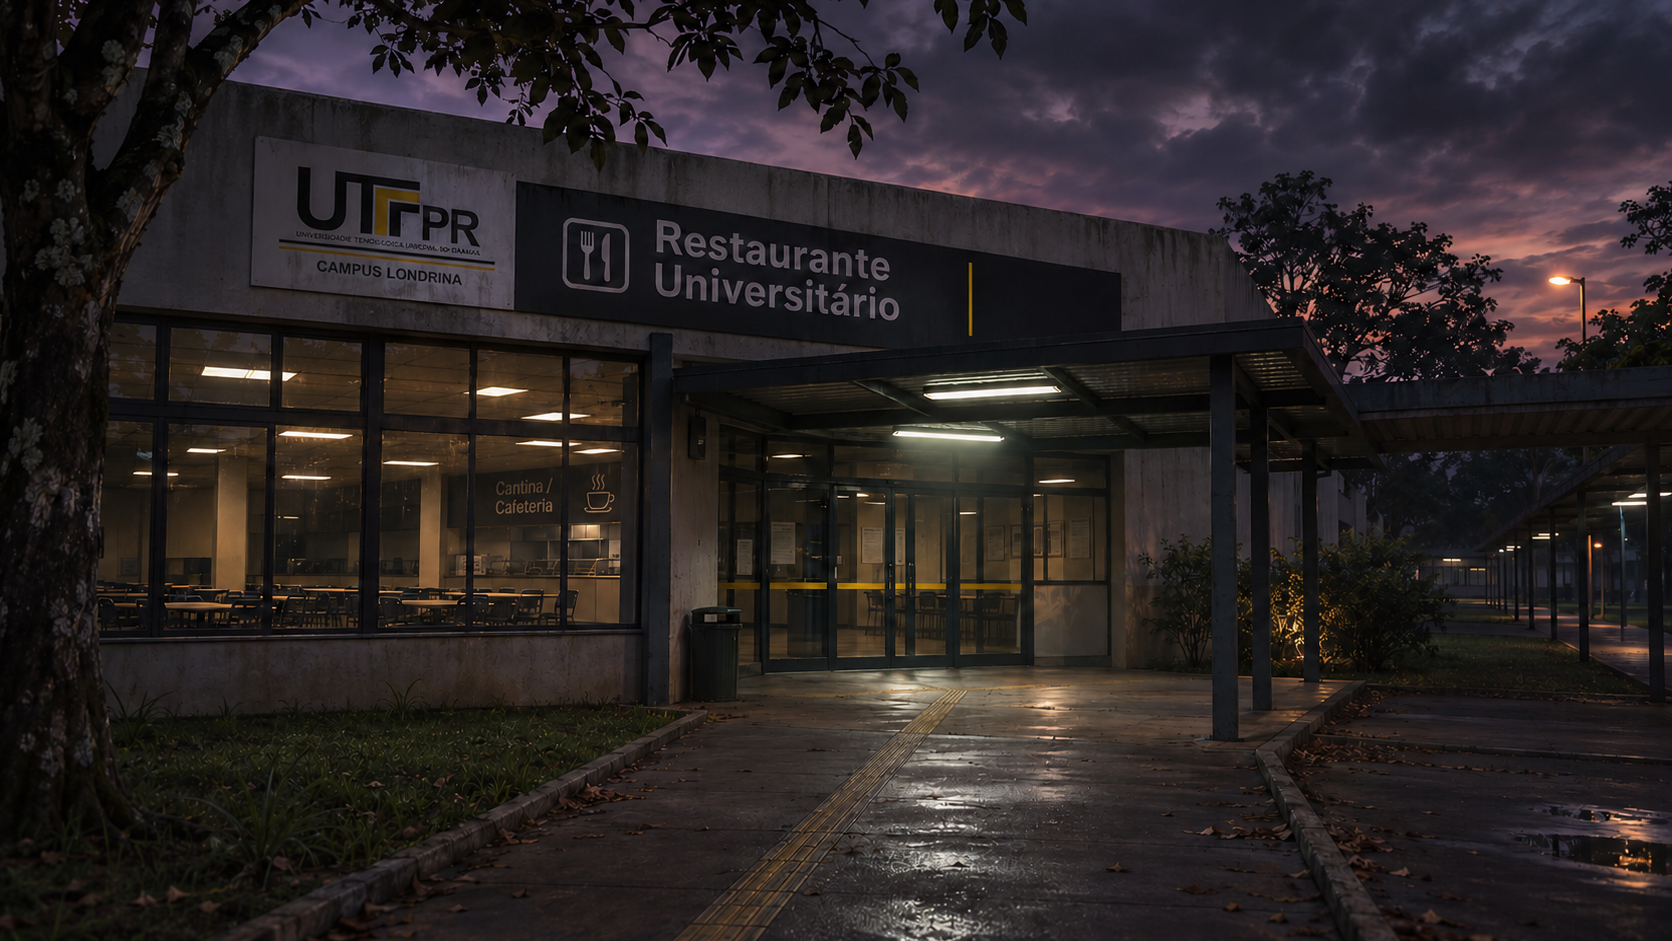 UTFPR
CAMPUS LONDRINA
Restaurante
Universitário
Cantina /
Cafeteria